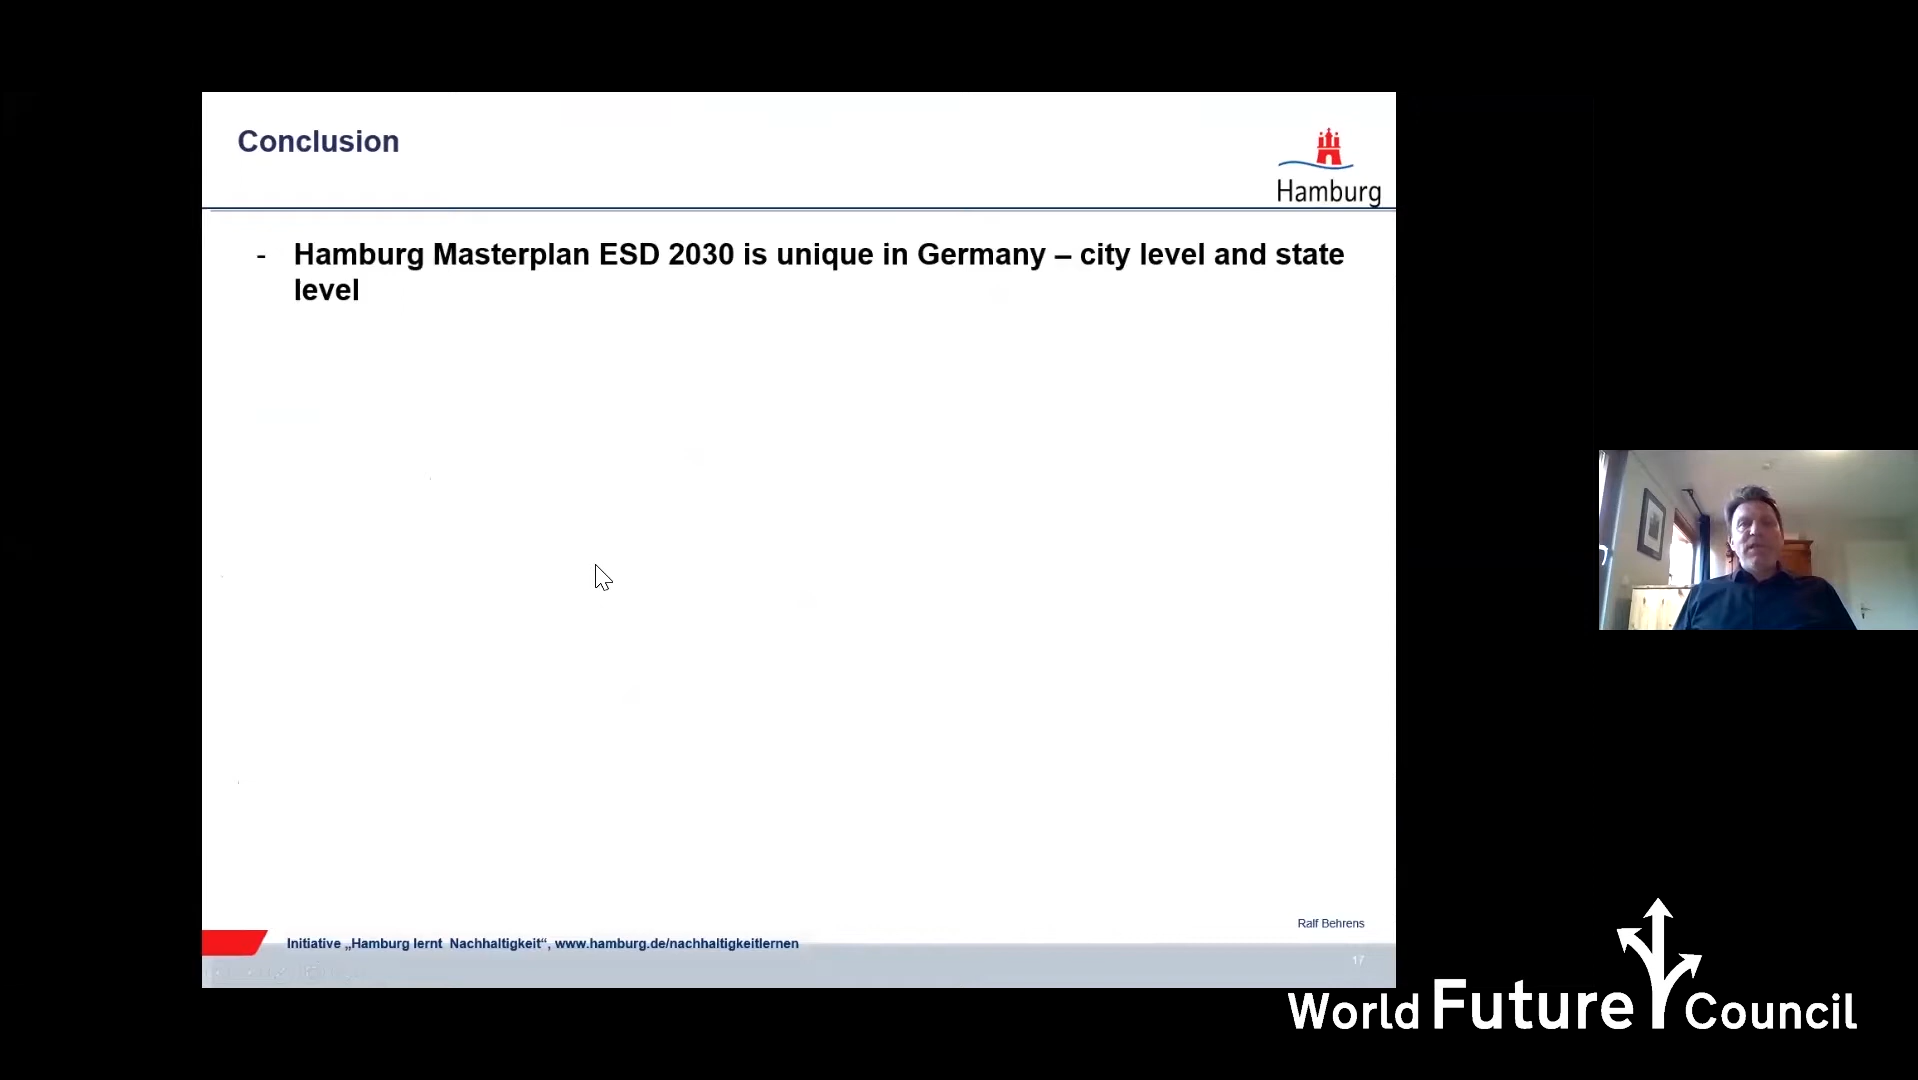 Conclusion
Hamburg
- Hamburg Masterplan ESD 2030 is unique in Germany – city level and state
level
Ralf Behrens
Initiative „Hamburg lernt Nachhaltigkeit“, www.hamburg.de/nachhaltigkeitlernen
17
World Future Council